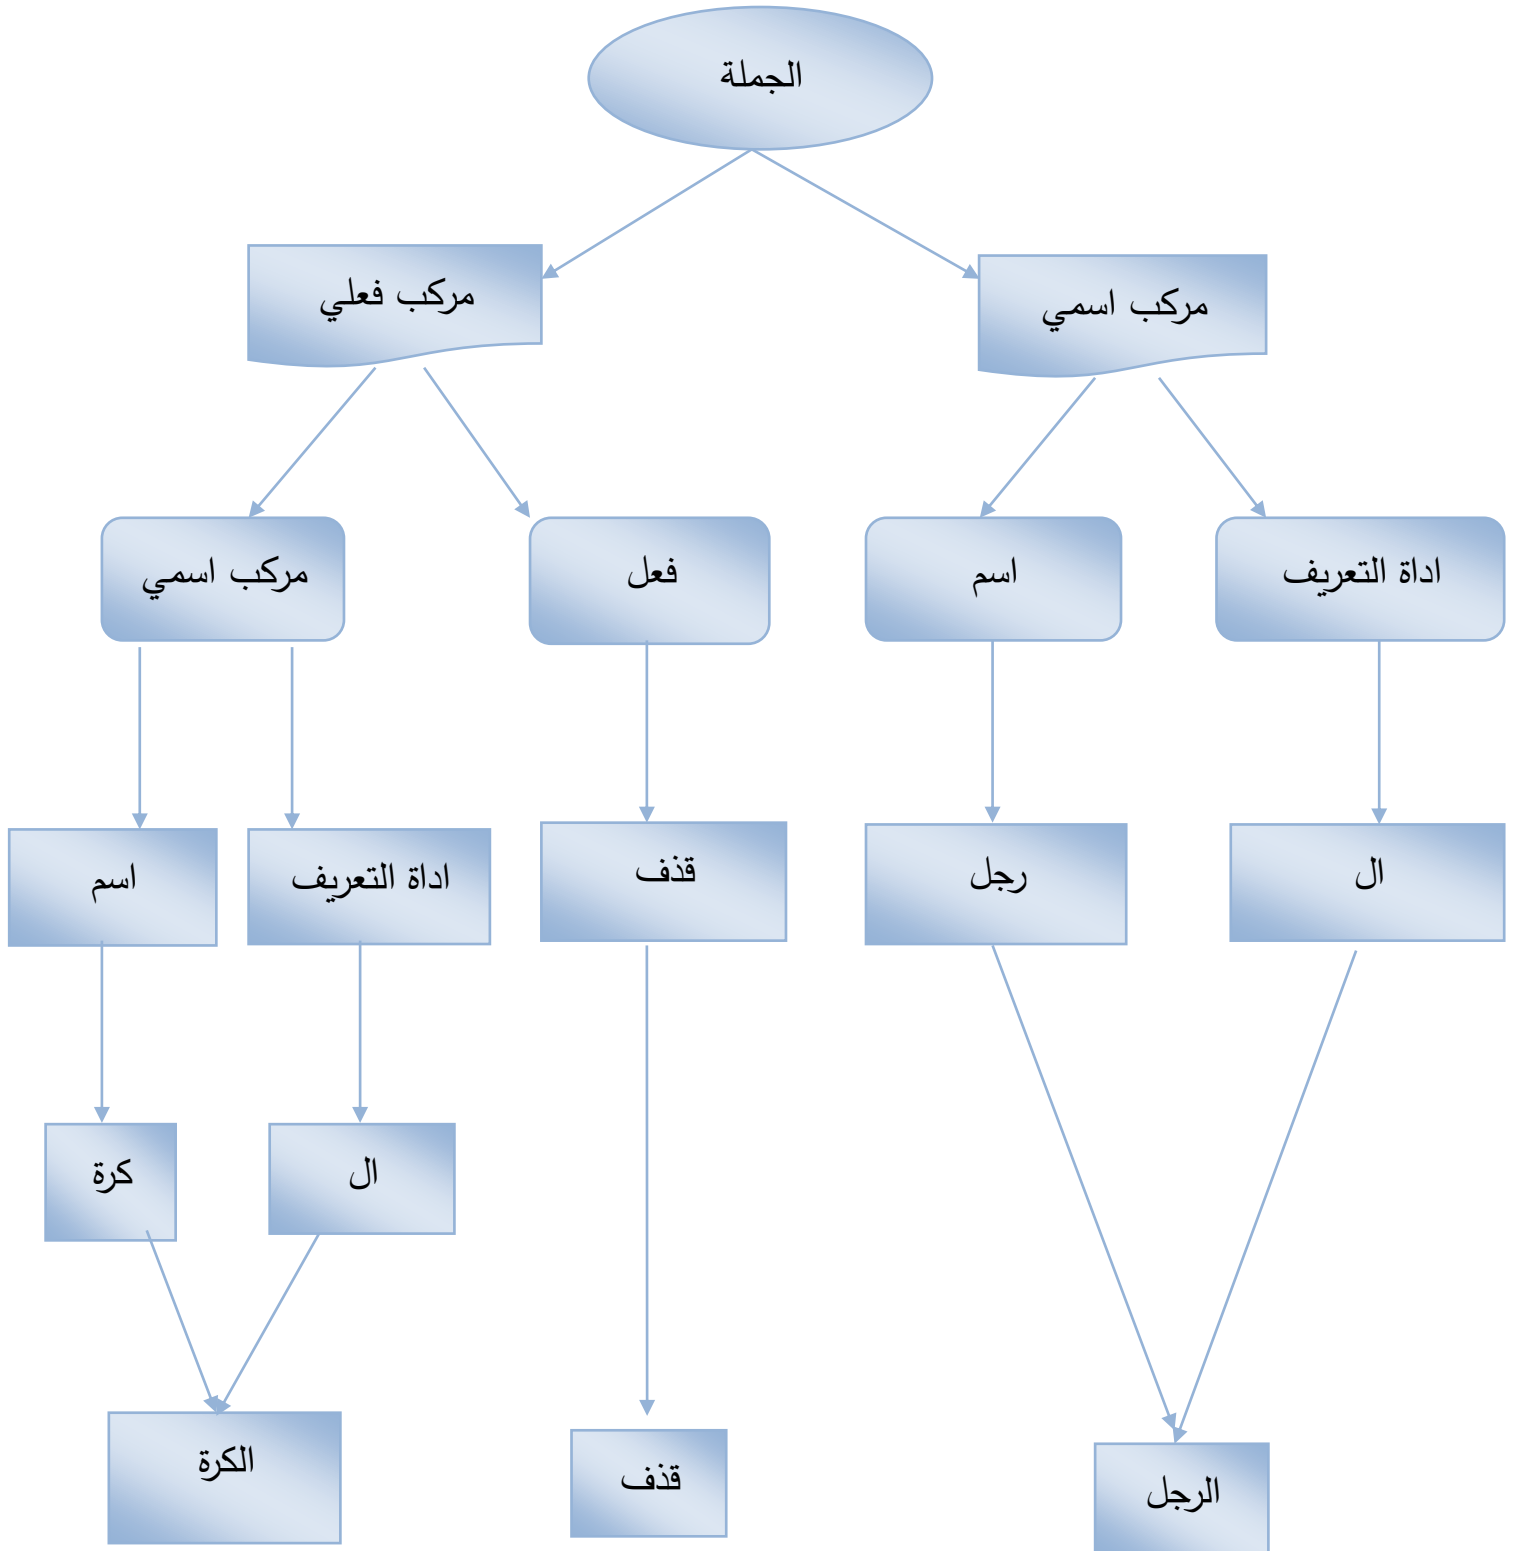 الجملة
مركب اسمي
مركب فعلي
اداة التعريف
اسم
فعل
مركب اسمي
ال
رجل
قذف
اداة التعريف
اسم
ال
كرة
الرجل
قذف
الكرة